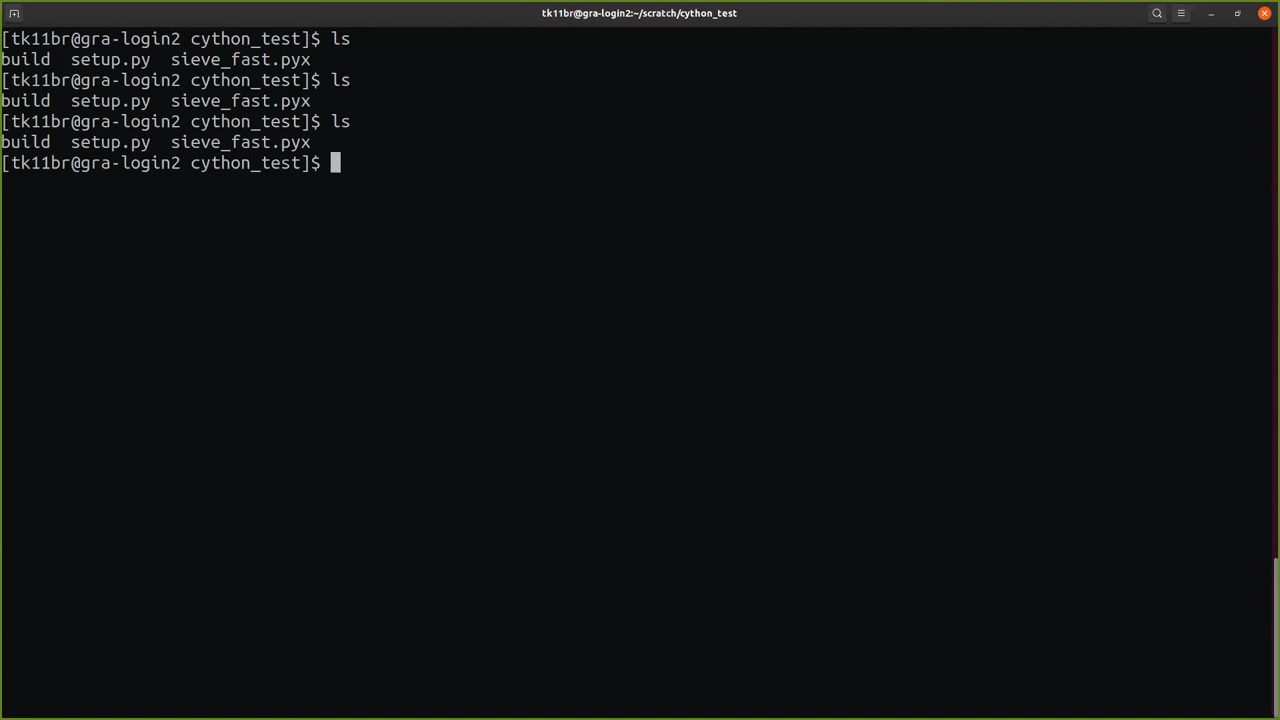 tk11br@gra-login2:~/scratch/cython_test
[tk11br@gra-login2 cython_test]$ ls
build  setup.py  sieve_fast.pyx
[tk11br@gra-login2 cython_test]$ ls
build  setup.py  sieve_fast.pyx
[tk11br@gra-login2 cython_test]$ ls
build  setup.py  sieve_fast.pyx
[tk11br@gra-login2 cython_test]$